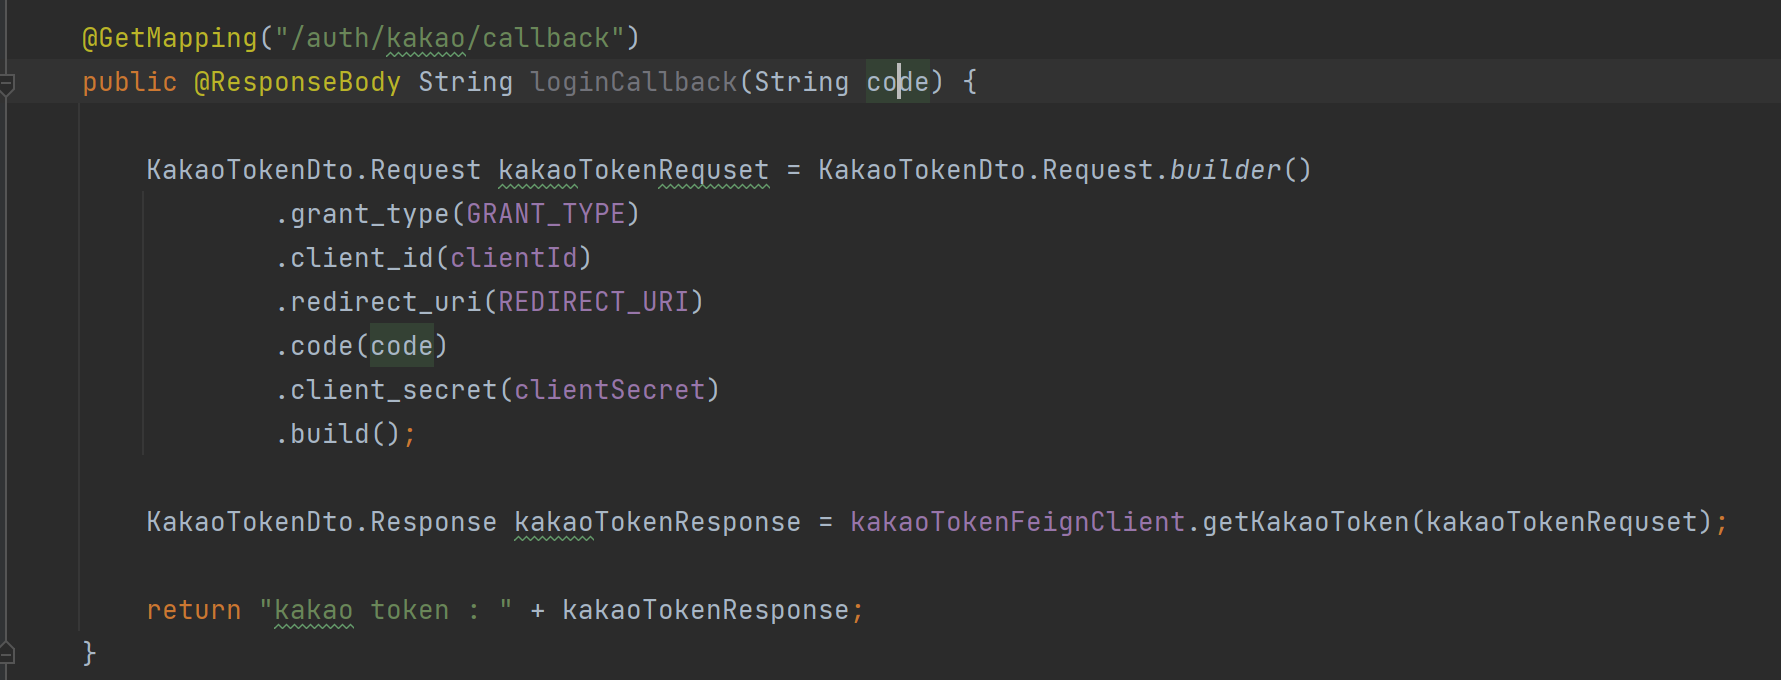 @GetMapping("/auth/kakao/callback")
public @ResponseBody String loginCallback(String code) {
KakaoTokenDto.Request kakaoTokenRequset = KakaoTokenDto.Request.builder()
.grant_type(GRANT_TYPE)
.client_id(clientId)
.redirect_uri(REDIRECT_URI)
.code(code)
.client_secret(clientSecret)
.build();
KakaoTokenDto.Response kakaoTokenResponse = kakaoTokenFeignClient.getKakaoToken(kakaoTokenRequset);
return "kakao token : " + kakaoTokenResponse;
}